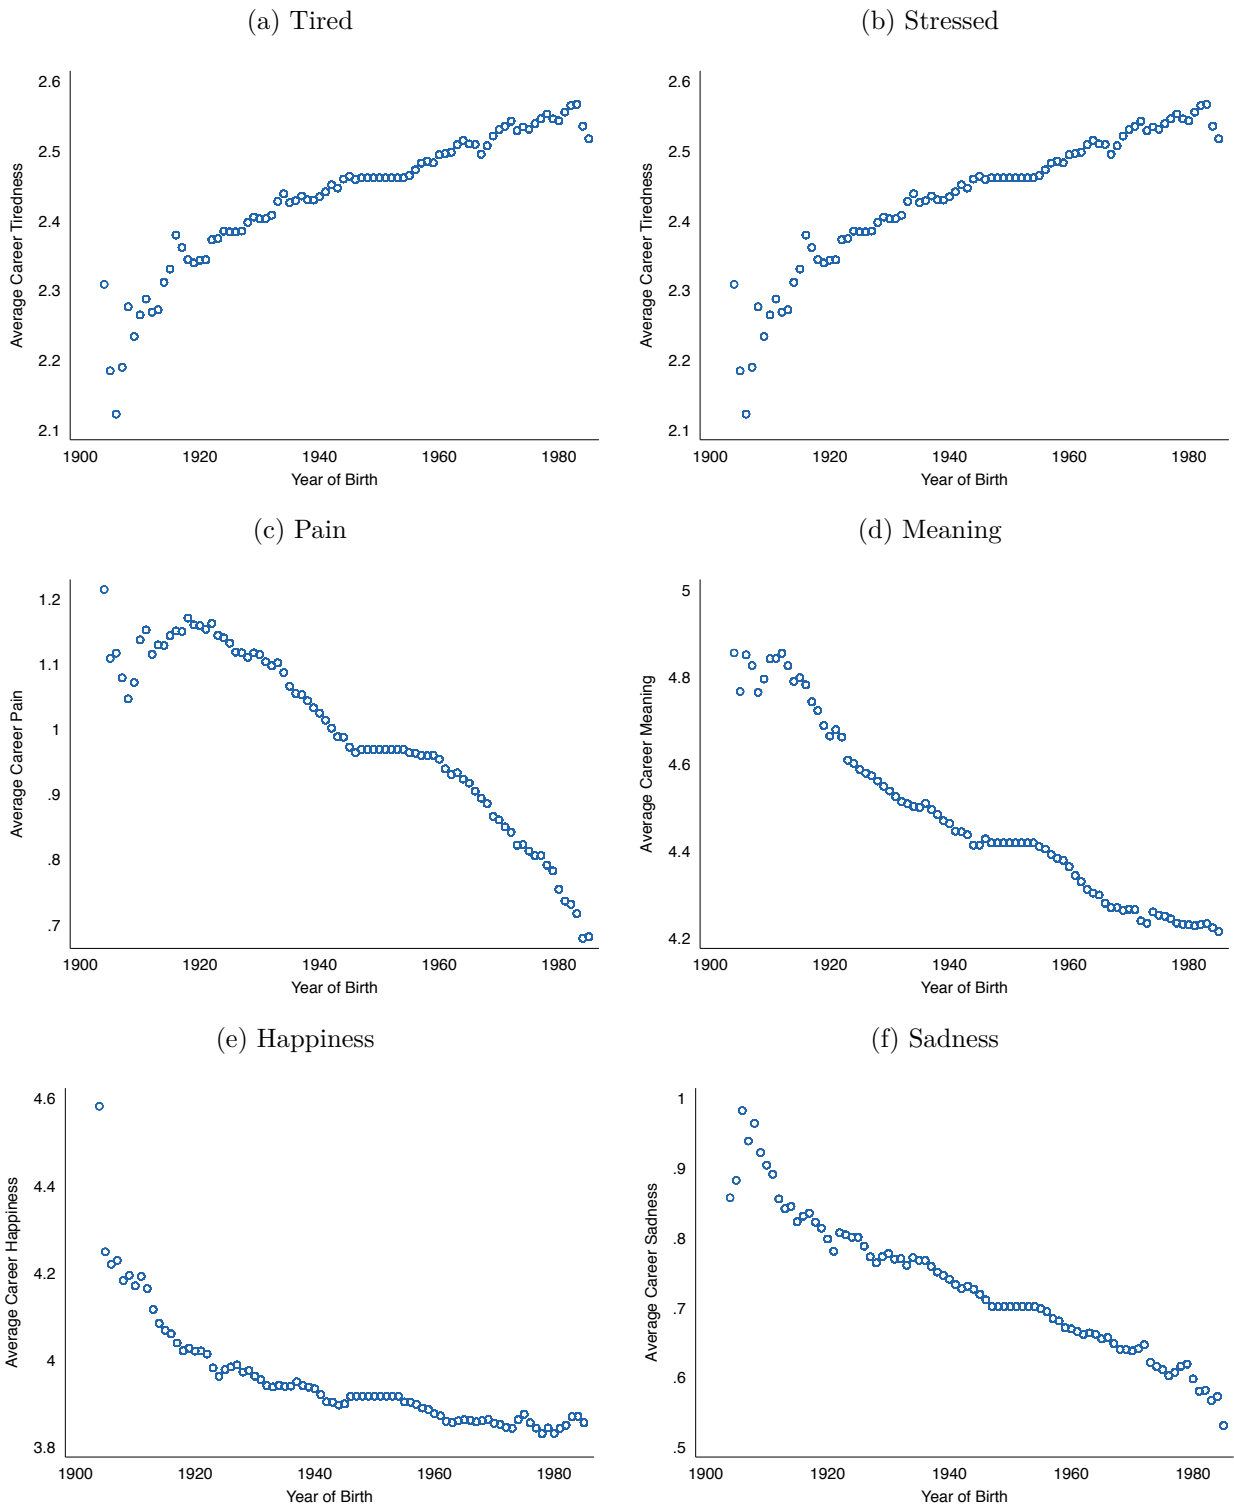 (a) Tired
(b) Stressed
2.6
2.5
2.4
2.3
2.2
2.1
Average Career Tiredness
1900 1920 1940 1960 1980
Year of Birth
2.6
2.5
2.4
2.3
2.2
2.1
Average Career Tiredness
1900 1920 1940 1960 1980
Year of Birth
(c) Pain
(d) Meaning
1.2
1.1
1
.9
.8
.7
Average Career Pain
1900 1920 1940 1960 1980
Year of Birth
5
4.8
4.6
4.4
4.2
Average Career Meaning
1900 1920 1940 1960 1980
Year of Birth
(e) Happiness
(f) Sadness
4.6
4.4
4.2
4
3.8
Average Career Happiness
1900 1920 1940 1960 1980
Year of Birth
1
.9
.8
.7
.6
.5
Average Career Sadness
1900 1920 1940 1960 1980
Year of Birth